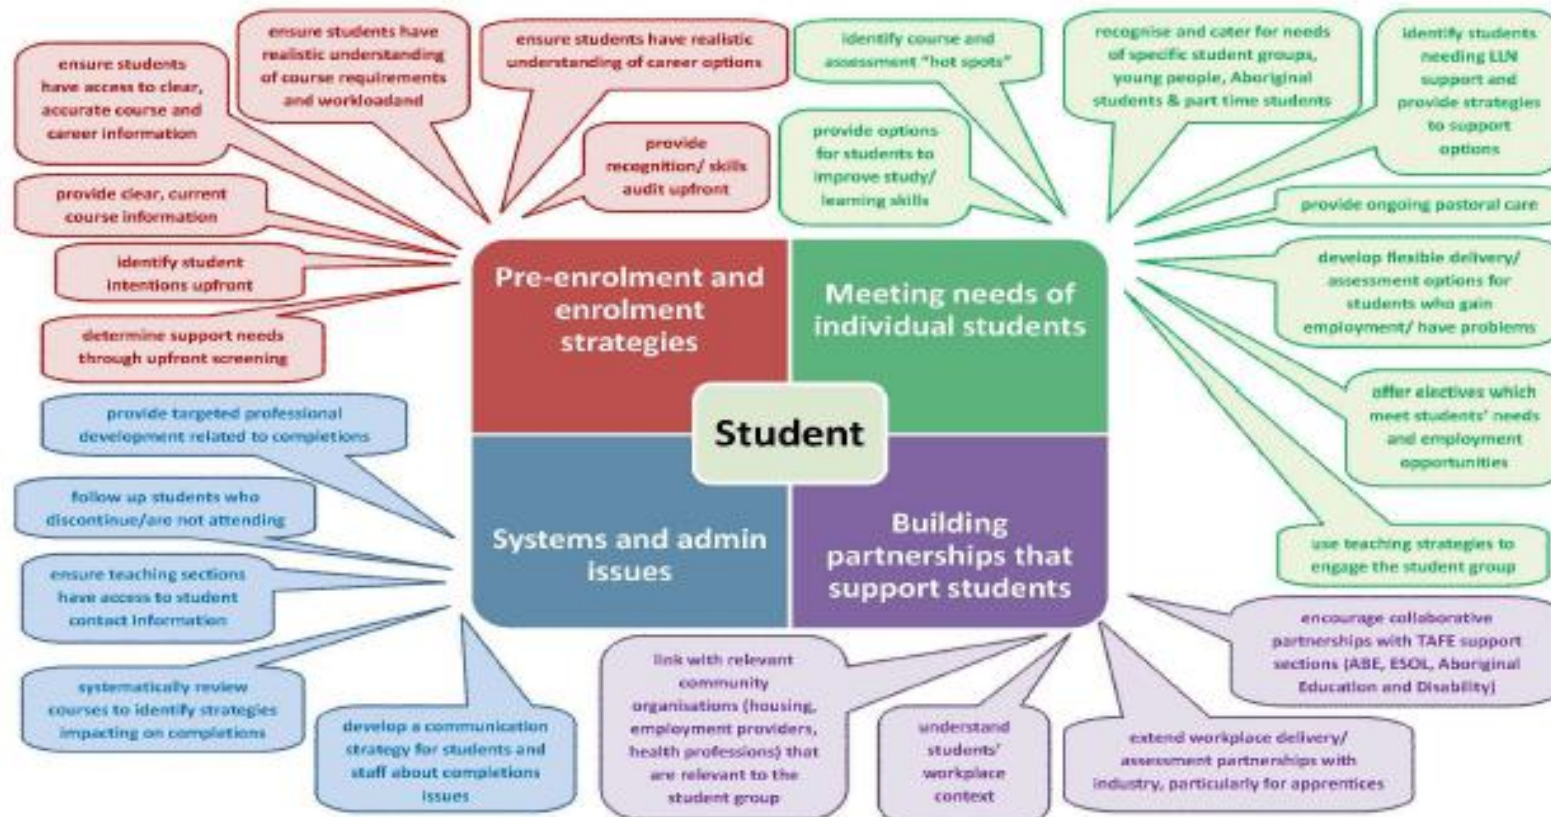 ensure students
have access to clear,
accurate course and
career information
ensure students have
realistic understanding
of course requirements
and workloadand
ensure students have realistic
understanding of career options
provide
recognition/ skills
audit upfront
provide clear, current
course information
identify student
intentions upfront
determine support needs
through upfront screening
identify course and
assessment "hot spots"
provide options
for students to
improve study/
learning skills
recognise and cater for needs
of specific student groups,
young people, Aboriginal
students & part time students
identify students
needing LLN
support and
provide strategies
to support
options
provide ongoing pastoral care
develop flexible delivery/
assessment options for
students who gain
employment/ have problems
offer electives which
meet students' needs
and employment
opportunities
use teaching strategies to
engage the student group
Pre-enrolment and
enrolment
strategies
Meeting needs of
individual students
Student
Systems and admin
issues
Building
partnerships that
support students
provide targeted professional
development related to completions
follow up students who
discontinue/are not attending
ensure teaching sections
have access to student
contact information
systematically review
courses to identify strategies
impacting on completions
develop a communication
strategy for students and
staff about completions
issues
link with relevant
community
organisations (housing,
employment providers,
health professions) that
are relevant to the
student group
understand
students'
workplace
context
extend workplace delivery/
assessment partnerships with
industry, particularly for apprentices
encourage collaborative
partnerships with TAFE support
sections (ABE, ESOL, Aboriginal
Education and Disability)